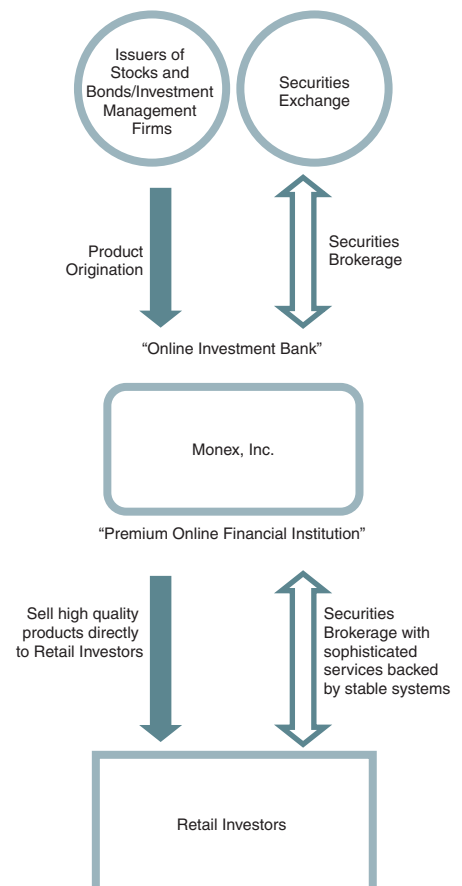 Issuers of
Stocks and
Bonds/Investment
Management
Firms
Securities
Exchange
Product
Origination
Securities
Brokerage
“Online Investment Bank”
Monex, Inc.
“Premium Online Financial Institution”
Sell high quality
products directly
to Retail Investors
Securities
Brokerage with
sophisticated
services backed
by stable systems
Retail Investors